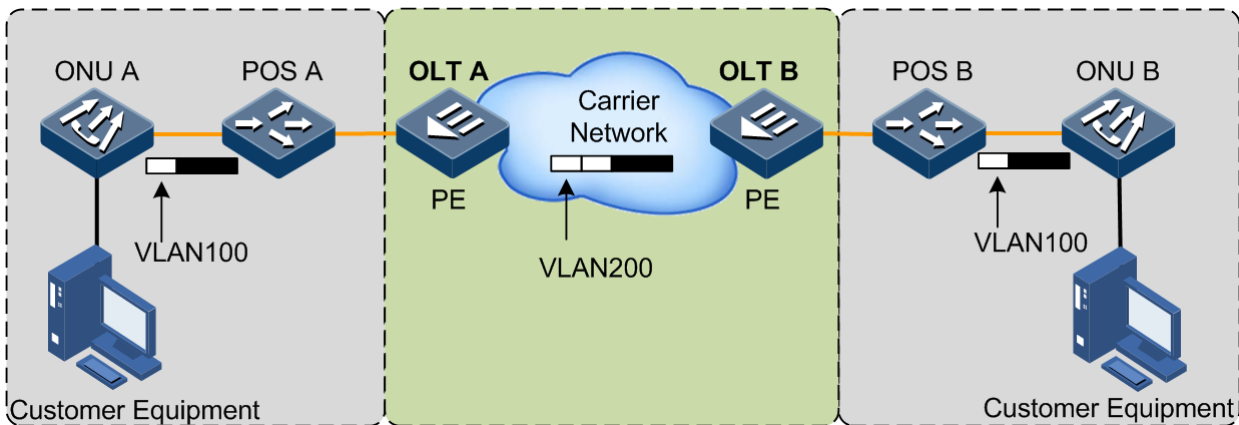 ONU A
POS A
OLT A
Carrier
Network
OLT B
POS B
ONU B
PE
PE
VLAN100
VLAN200
VLAN100
Customer Equipment
Customer Equipment